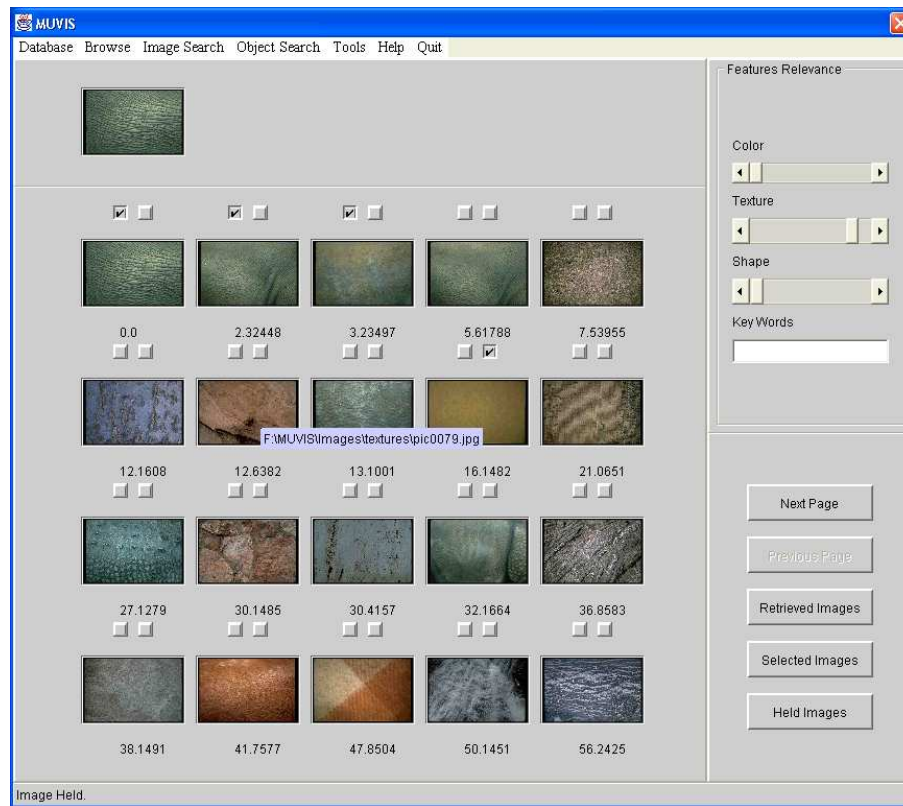 MUVIS
Database Browse Image Search Object Search Tools Help Quit
Features Relevance
Color
Texture
Shape
Key Words
0.0 2.32448 3.23497 5.61788 7.53955
F:\MUVIS\Images\textures\pic0079.jpg
12.1608 12.6382 13.1001 16.1482 21.0651
27.1279 30.1485 30.4157 32.1664 36.8583
38.1491 41.7577 47.8504 50.1451 56.2425
Next Page
Previous Page
Retrieved Images
Selected Images
Held Images
Image Held.